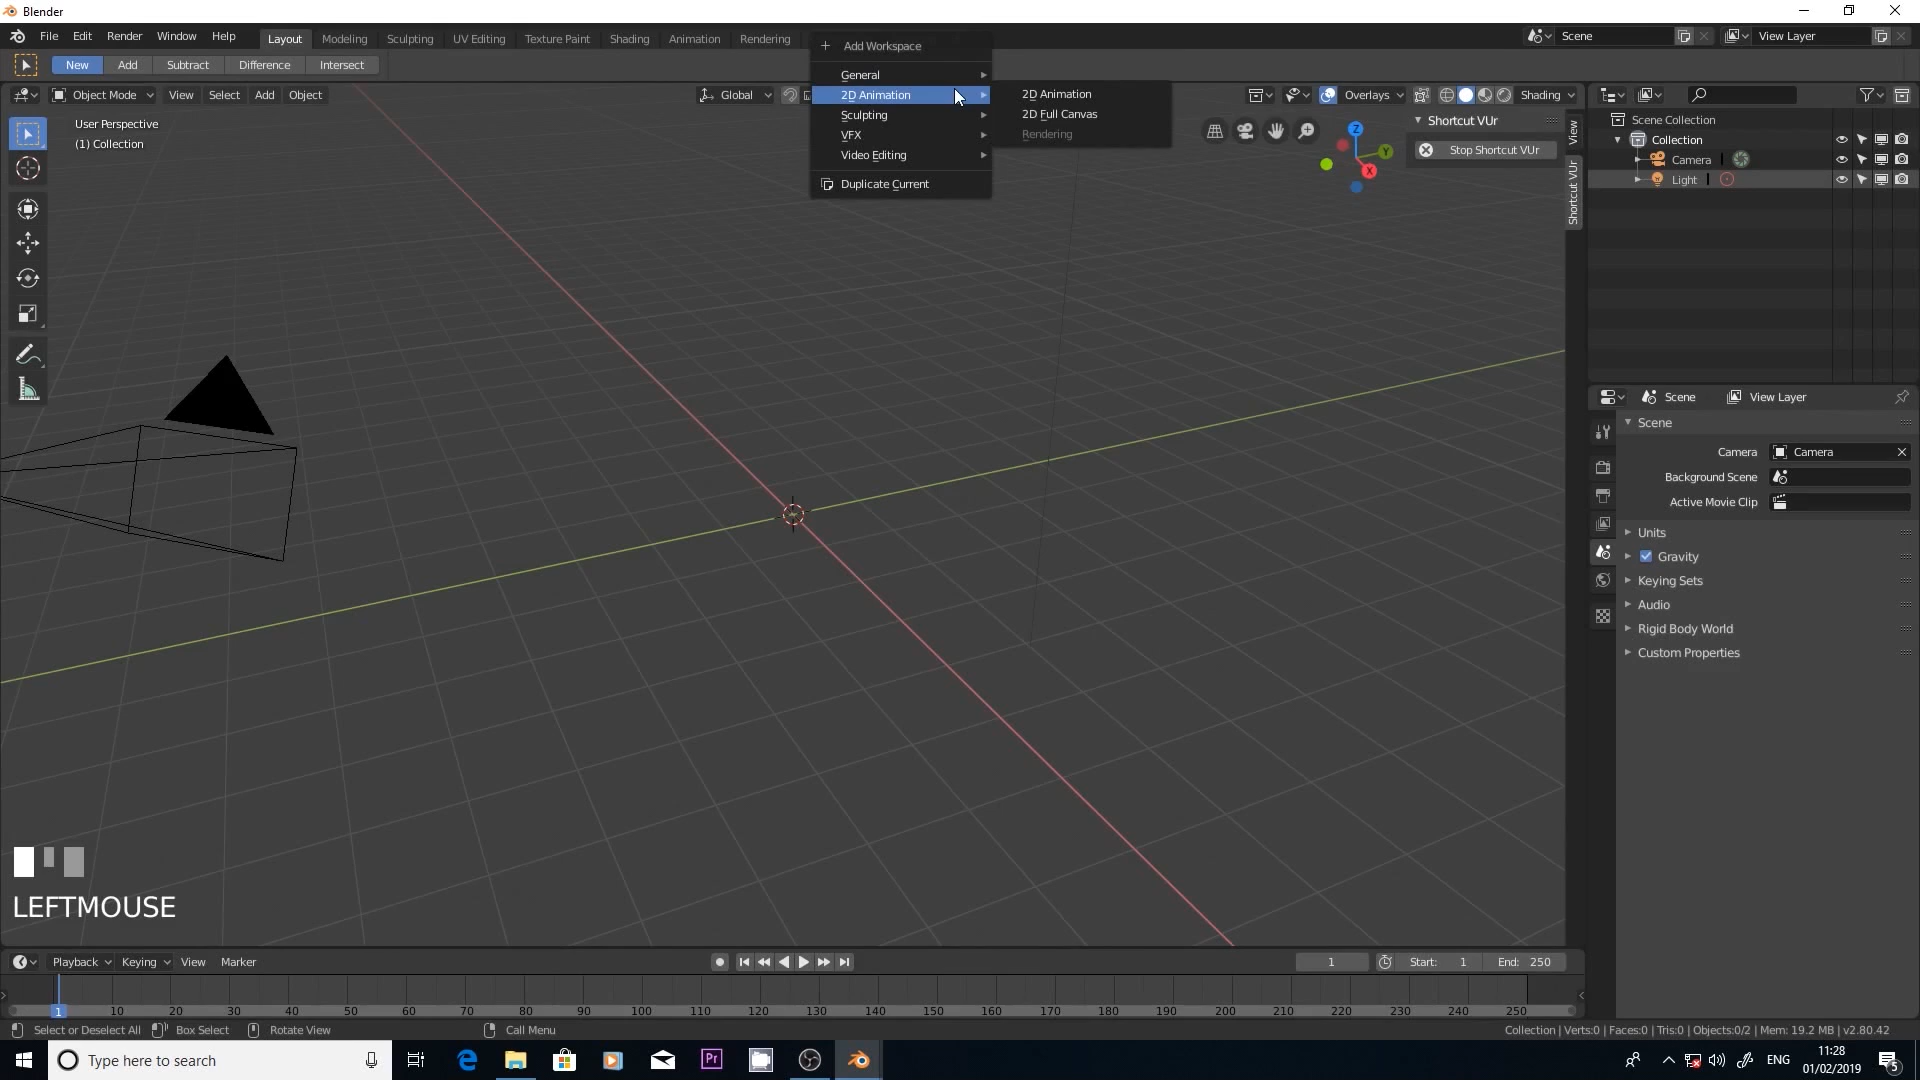 Blender
File Edit Render Window Help Layout Modeling Sculpting UV Editing Texture Paint Shading Animation Rendering
Scene View Layer
New Add Subtract Difference Intersect
Add Workspace
General
2D Animation
Sculpting
VFX
Video Editing
Duplicate Current
2D Animation
2D Full Canvas
Rendering
Object Mode View Select Add Object
Global
Overlays Shading
User Perspective
(1) Collection
Z
Y
X
Shortcut VUr
Stop Shortcut VUr
View
Shortcut VUr
Scene Collection
Collection
Camera
Light
Scene View Layer
Scene
Camera Camera
Background Scene
Active Movie Clip
Units
Gravity
Keying Sets
Audio
Rigid Body World
Custom Properties
LEFTMOUSE
Playback Keying View Marker
1 Start: 1 End: 250
1 10 20 30 40 50 60 70 80 90 100 110 120 130 140 150 160 170 180 190 200 210 220 230 240 250
Select or Deselect All Box Select Rotate View Call Menu
Collection | Verts:0 | Faces:0 | Tris:0 | Objects:0/2 | Mem: 19.2 MB | v2.80.42
Type here to search
Pr
ENG
11:28
01/02/2019
5